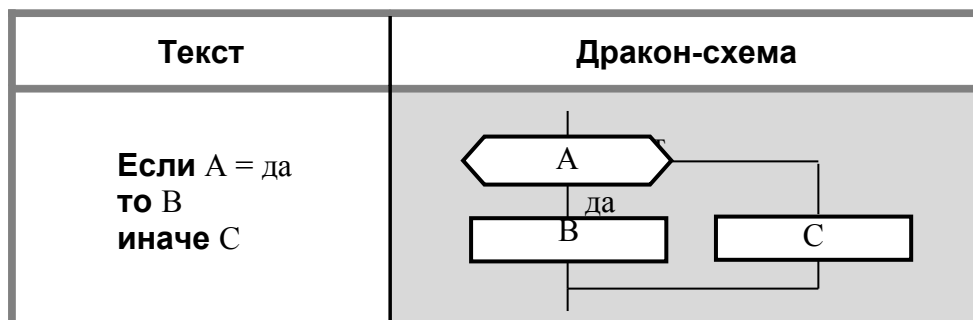 Текст
Дракон-схема
Если А = да
то В
иначе С
А
да
В
С